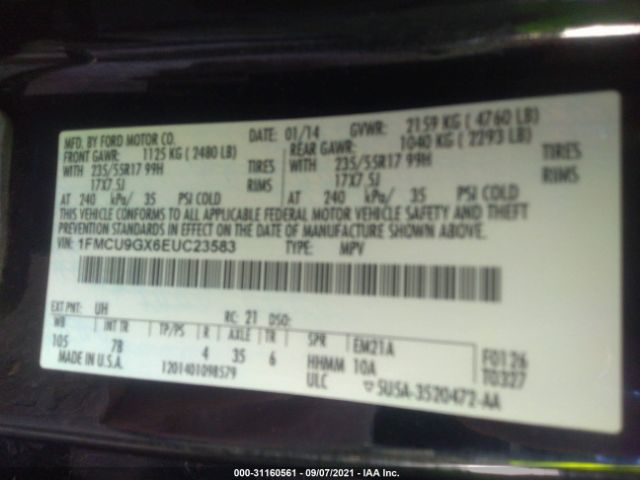 MFD. BY FORD MOTOR CO.
DATE: 01/14 GVWR: 2159 KG ( 4760 LB)
FRONT GAWR: 1125 KG ( 2480 LB) REAR GAWR: 1040 KG ( 2293 LB)
WITH 235/55R17 99H TIRES WITH 235/55R17 99H TIRES
17X7.5J RIMS 17X7.5J RIMS
AT 240 kPa/ 35 PSI COLD AT 240 kPa/ 35 PSI COLD
THIS VEHICLE CONFORMS TO ALL APPLICABLE FEDERAL MOTOR VEHICLE SAFETY AND THEFT
PREVENTION STANDARDS IN EFFECT ON THE DATE OF MANUFACTURE SHOWN ABOVE.
VIN: 1FMCU9GX6EUC23583 TYPE: MPV
EXT PNT: UH RC: 21 DSO:
WB INT TR TP/PS R AXLE TR SPR EM21A F0126
105 7B 4 35 6 HHMM 10A T0327
MADE IN U.S.A. 1201401098579 ULC SU5A-3520472-AA
000-31160561 - 09/07/2021 - IAA Inc.